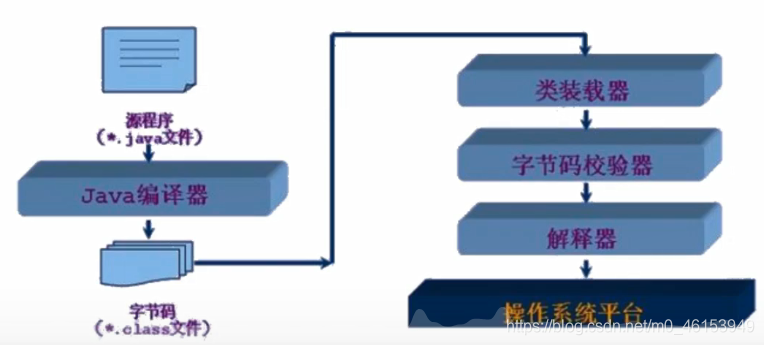 源程序
(*.java文件)
Java编译器
字节码
(*.class文件)
类装载器
字节码校验器
解释器
操作系统平台
https://blog.csdn.net/m0_46153949